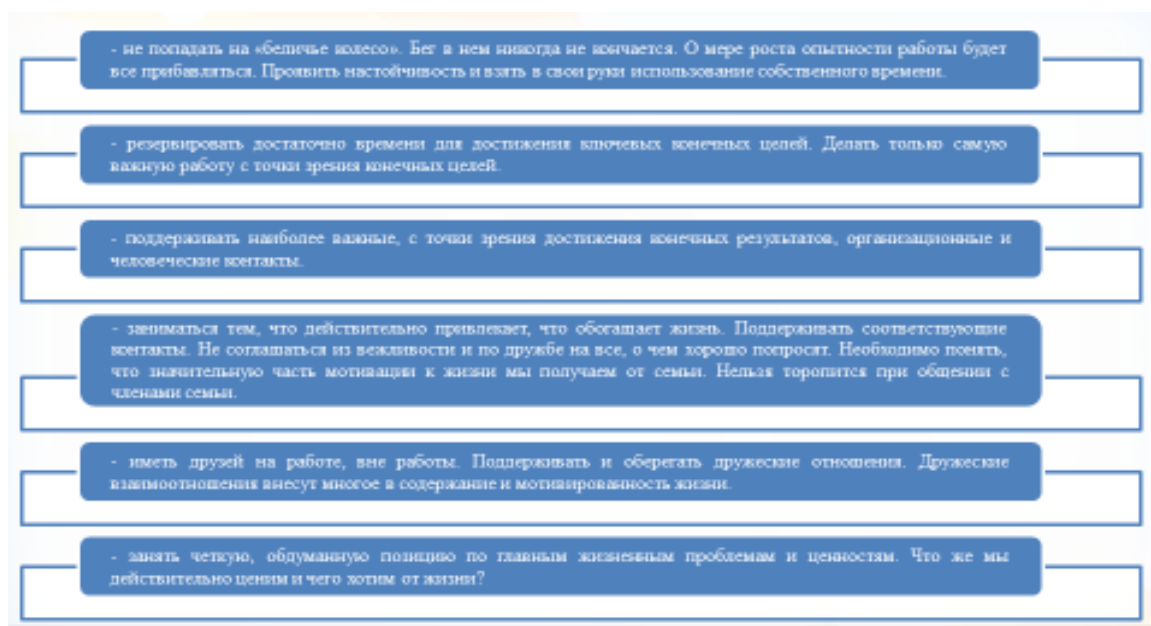 - не попадать на «беличье колесо». Бег в нем никогда не кончается. О мере роста опытности работы будет
все прибавляться. Проявить настойчивость и взять в свои руки использование собственного времени.
- резервировать достаточно времени для достижения ключевых конечных целей. Делать только самую
важную работу с точки зрения конечных целей.
- поддерживать наиболее важные, с точки зрения достижения конечных результатов, организационные и
человеческие контакты.
- заниматься тем, что действительно привлекает, что обогащает жизнь. Поддерживать соответствующие
контакты. Не соглашаться из вежливости и по дружбе на все, о чем хорошо попросят. Необходимо понять,
что значительную часть мотивации к жизни мы получаем от семьи. Нельзя торопится при общении с
членами семьи.
- иметь друзей на работе, вне работы. Поддерживать и оберегать дружеские отношения. Дружеские
взаимоотношения внесут многое в содержание и мотивированность жизни.
- занять четкую, обдуманную позицию по главным жизненным проблемам и ценностям. Что же мы
действительно ценим и чего хотим от жизни?